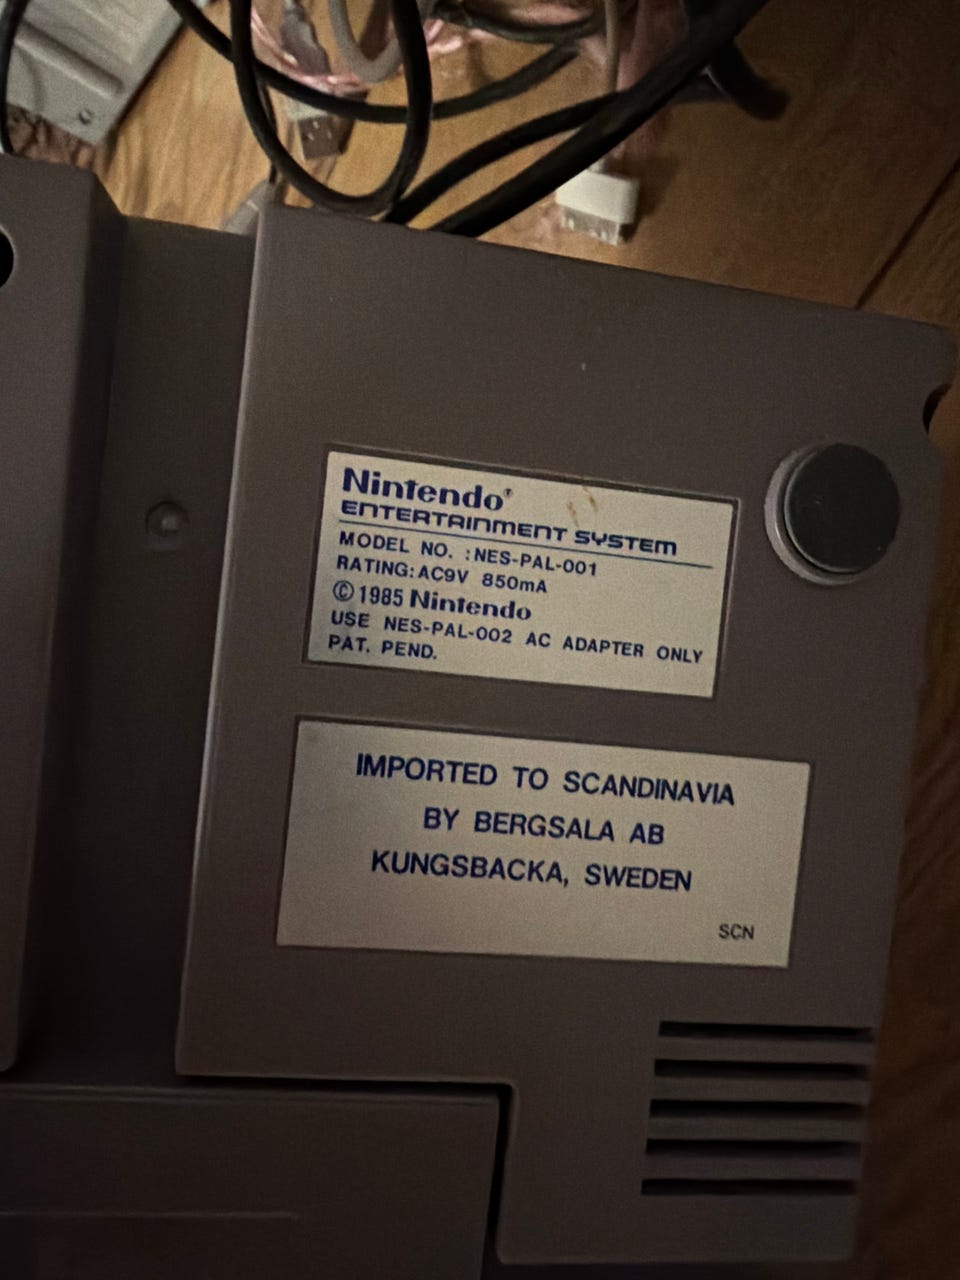 Nintendo®
ENTERTAINMENT SYSTEM
MODEL NO. :NES-PAL-001
RATING:AC9V 850mA
©1985 Nintendo
USE NES-PAL-002 AC ADAPTER ONLY
PAT. PEND.
IMPORTED TO SCANDINAVIA
BY BERGSALA AB
KUNGSBACKA, SWEDEN
SCN